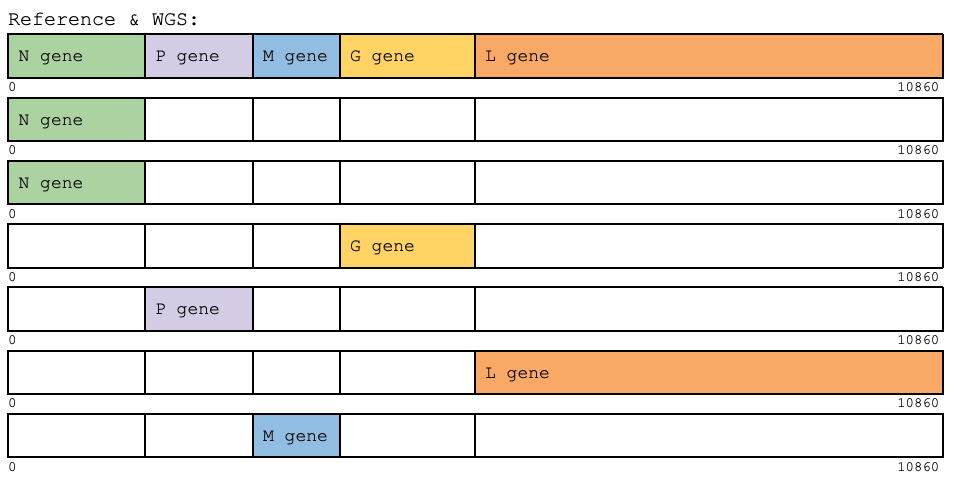 Reference & WGS:
N gene P gene M gene G gene L gene
0 10860
N gene
0 10860
N gene
0 10860
G gene
0 10860
P gene
0 10860
L gene
0 10860
M gene
0 10860